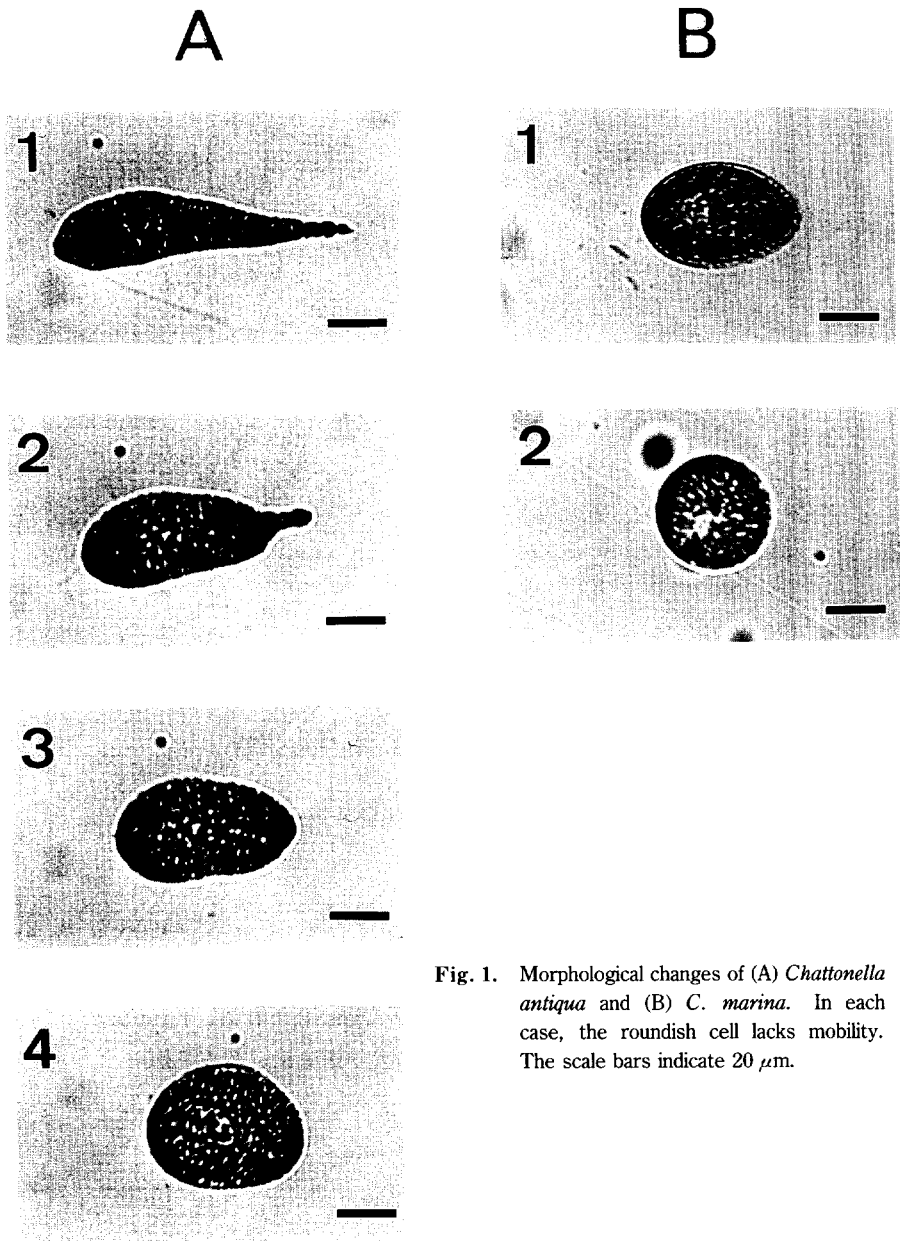 A B
1 1
2 2
3
4
Fig. 1. Morphological changes of (A) Chattonella
antiqua and (B) C. marina. In each
case, the roundish cell lacks mobility.
The scale bars indicate 20 μm.